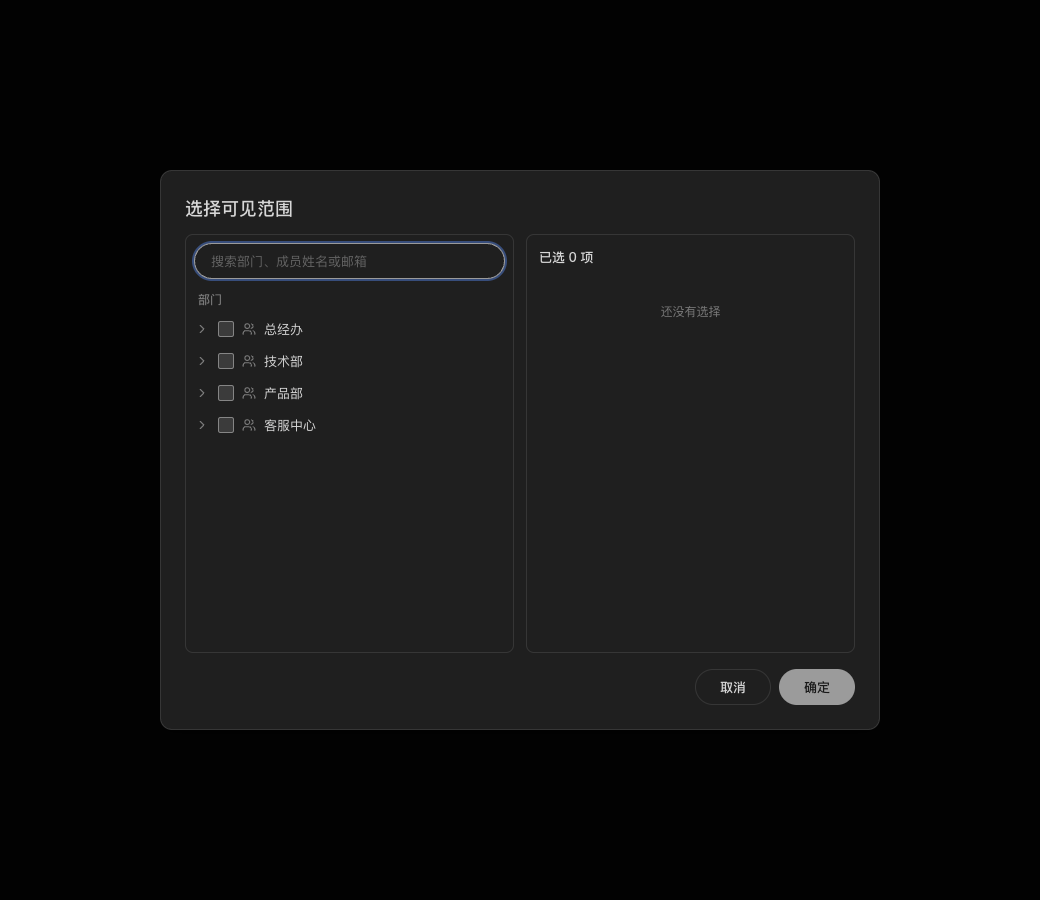 选择可见范围
搜索部门、成员姓名或邮箱
部门
总经办
技术部
产品部
客服中心
已选 0 项
还没有选择
取消
确定